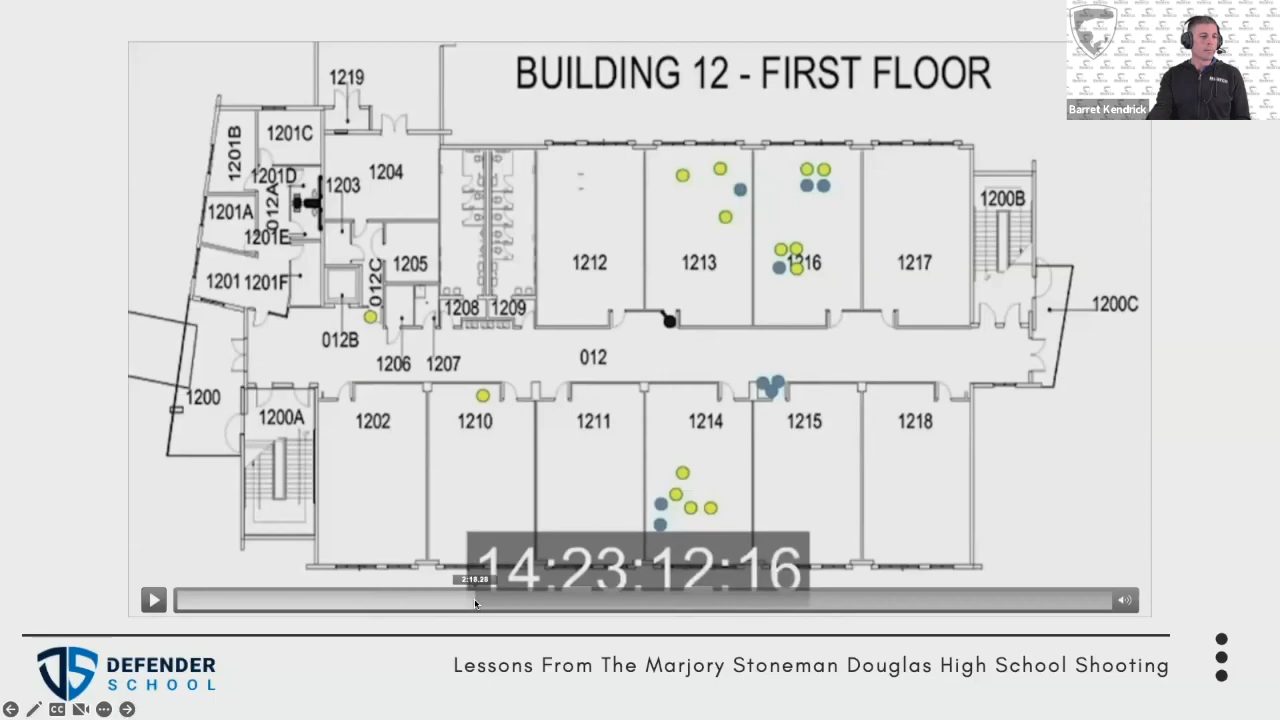 BUILDING 12 - FIRST FLOOR
Barret Kendrick
1219
1201B
1201C
1204
1201D
1203
012A
1201A
1201E
1205
1201
1201F
012C
1208
1209
1212
1213
1216
1217
1200B
1200C
012B
1206
1207
012
1200
1200A
1202
1210
1211
1214
1215
1218
14:23:12:16
2:18.28
DEFENDER
SCHOOL
Lessons From The Marjory Stoneman Douglas High School Shooting
CC